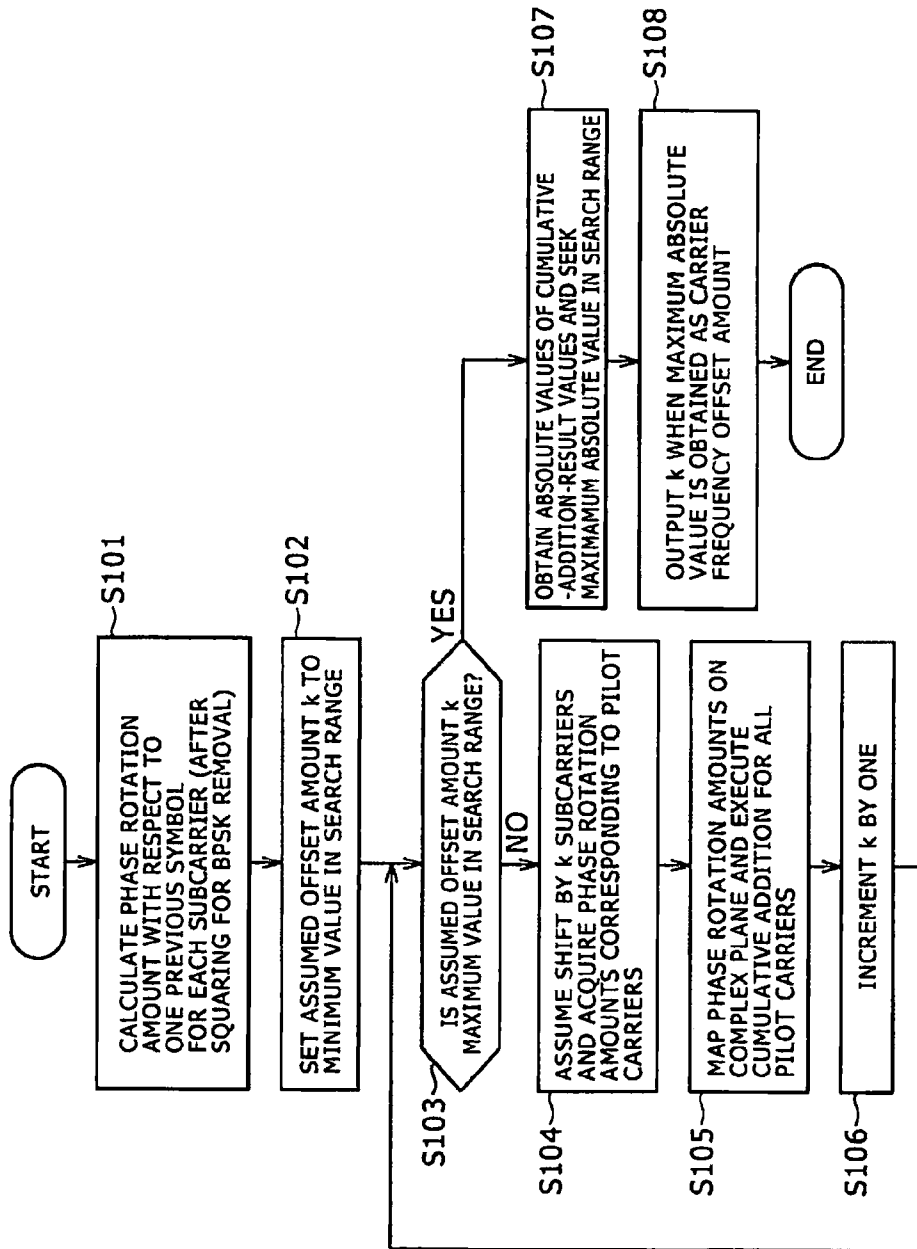 START
S101
CALCULATE PHASE ROTATION
AMOUNT WITH RESPECT TO
ONE PREVIOUS SYMBOL
FOR EACH SUBCARRIER (AFTER
SQUARING FOR BPSK REMOVAL)
S102
SET ASSUMED OFFSET AMOUNT k TO
MINIMUM VALUE IN SEARCH RANGE
S103
IS ASSUMED OFFSET AMOUNT k
MAXIMUM VALUE IN SEARCH RANGE?
YES
NO
S104
ASSUME SHIFT BY k SUBCARRIERS
AND ACQUIRE PHASE ROTATION
AMOUNTS CORRESPONDING TO PILOT
CARRIERS
S105
MAP PHASE ROTATION AMOUNTS ON
COMPLEX PLANE AND EXECUTE
CUMULATIVE ADDITION FOR ALL
PILOT CARRIERS
S106
INCREMENT k BY ONE
S107
OBTAIN ABSOLUTE VALUES OF CUMULATIVE
-ADDITION-RESULT VALUES AND SEEK
MAXIMAMUM ABSOLUTE VALUE IN SEARCH RANGE
S108
OUTPUT k WHEN MAXIMUM ABSOLUTE
VALUE IS OBTAINED AS CARRIER
FREQUENCY OFFSET AMOUNT
END